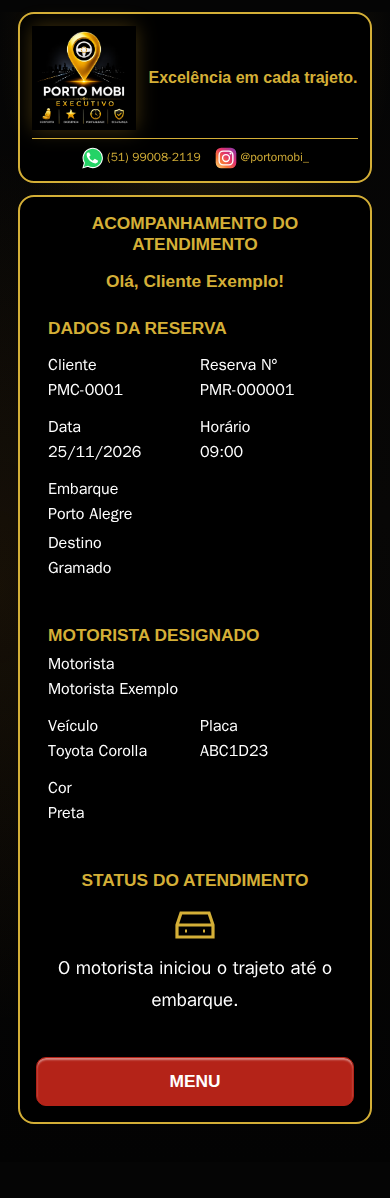 PORTO MOBI
EXECUTIVO
Excelência em cada trajeto.
(51) 99008-2119 @portomobi_
ACOMPANHAMENTO DO
ATENDIMENTO
Olá, Cliente Exemplo!
DADOS DA RESERVA
Cliente Reserva Nº
PMC-0001 PMR-000001
Data Horário
25/11/2026 09:00
Embarque
Porto Alegre
Destino
Gramado
MOTORISTA DESIGNADO
Motorista
Motorista Exemplo
Veículo Placa
Toyota Corolla ABC1D23
Cor
Preta
STATUS DO ATENDIMENTO
O motorista iniciou o trajeto até o
embarque.
MENU